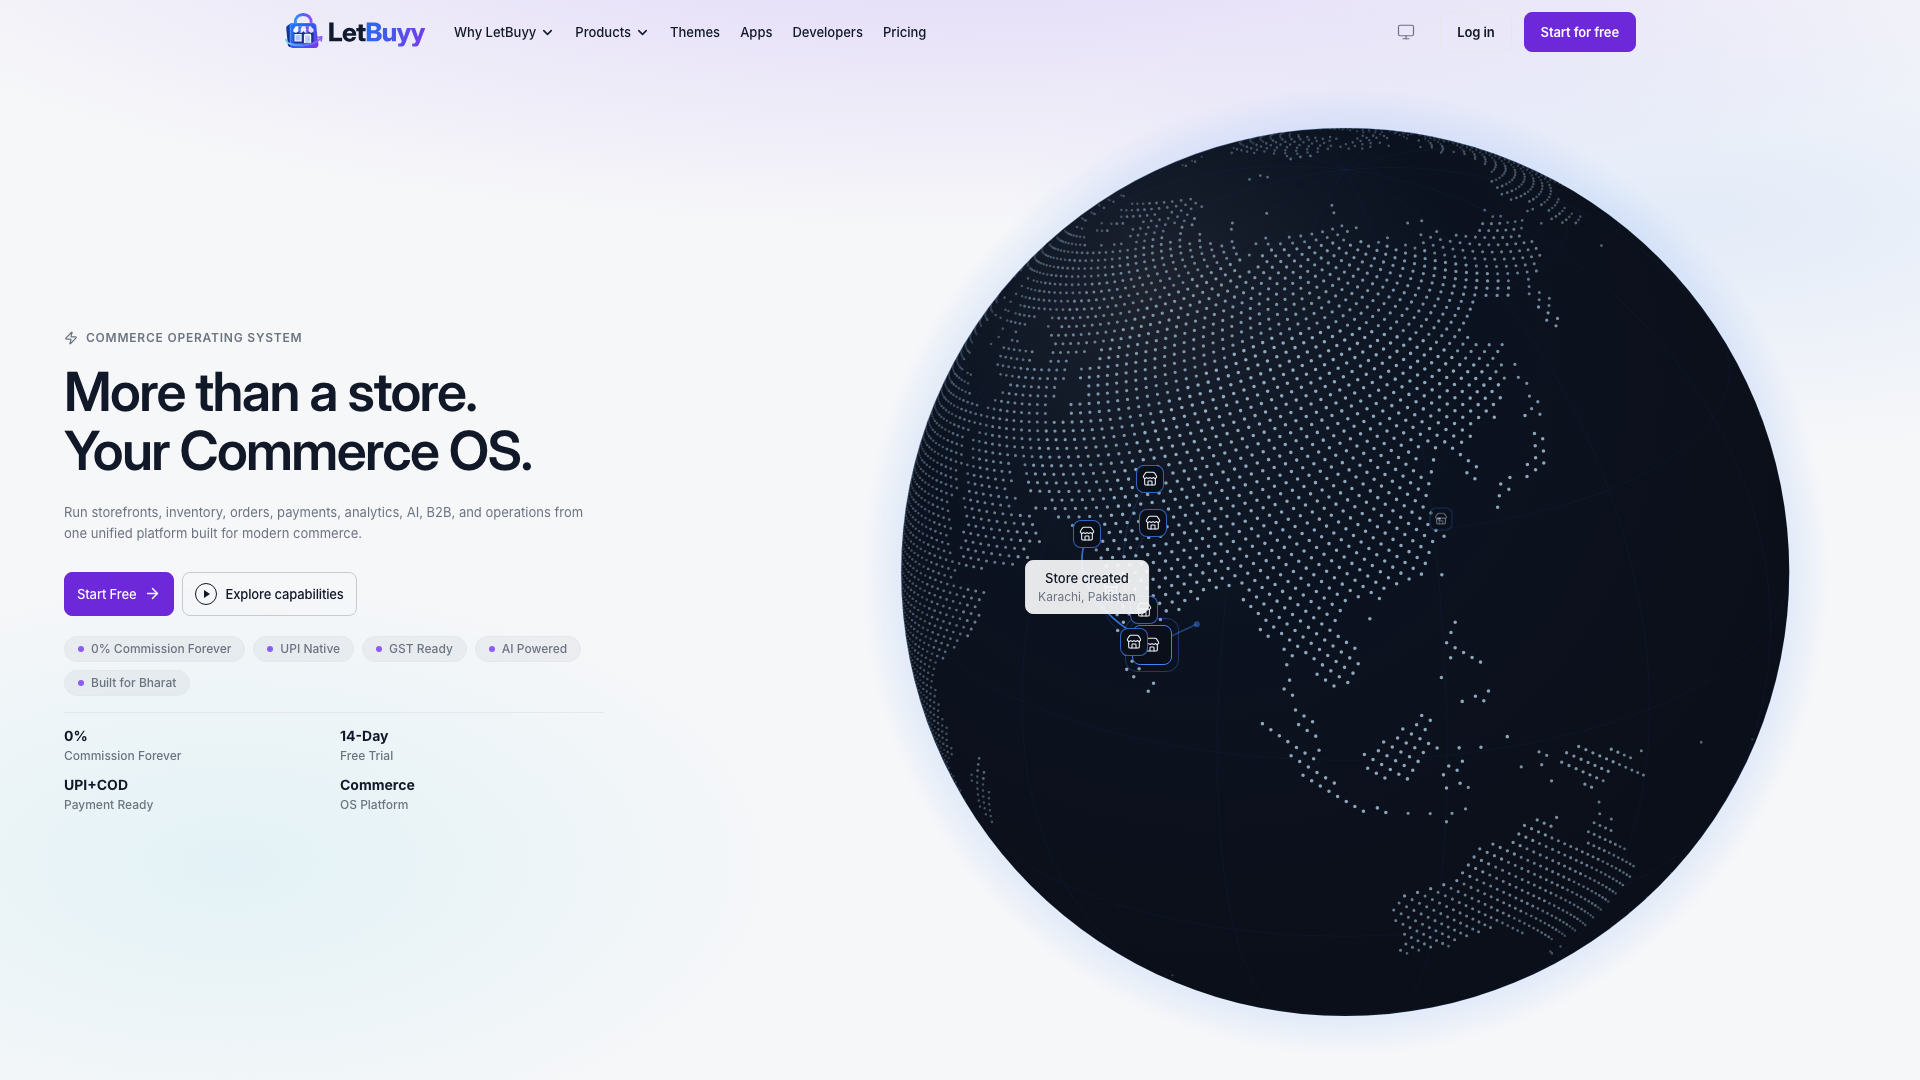 LetBuyy
Why LetBuyy
Products
Themes
Apps
Developers
Pricing
Log in
Start for free
COMMERCE OPERATING SYSTEM
More than a store.
Your Commerce OS.
Run storefronts, inventory, orders, payments, analytics, AI, B2B, and operations from
one unified platform built for modern commerce.
Start Free
Explore capabilities
0% Commission Forever
UPI Native
GST Ready
AI Powered
Built for Bharat
0%
Commission Forever
14-Day
Free Trial
UPI+COD
Payment Ready
Commerce
OS Platform
Store created
Karachi, Pakistan